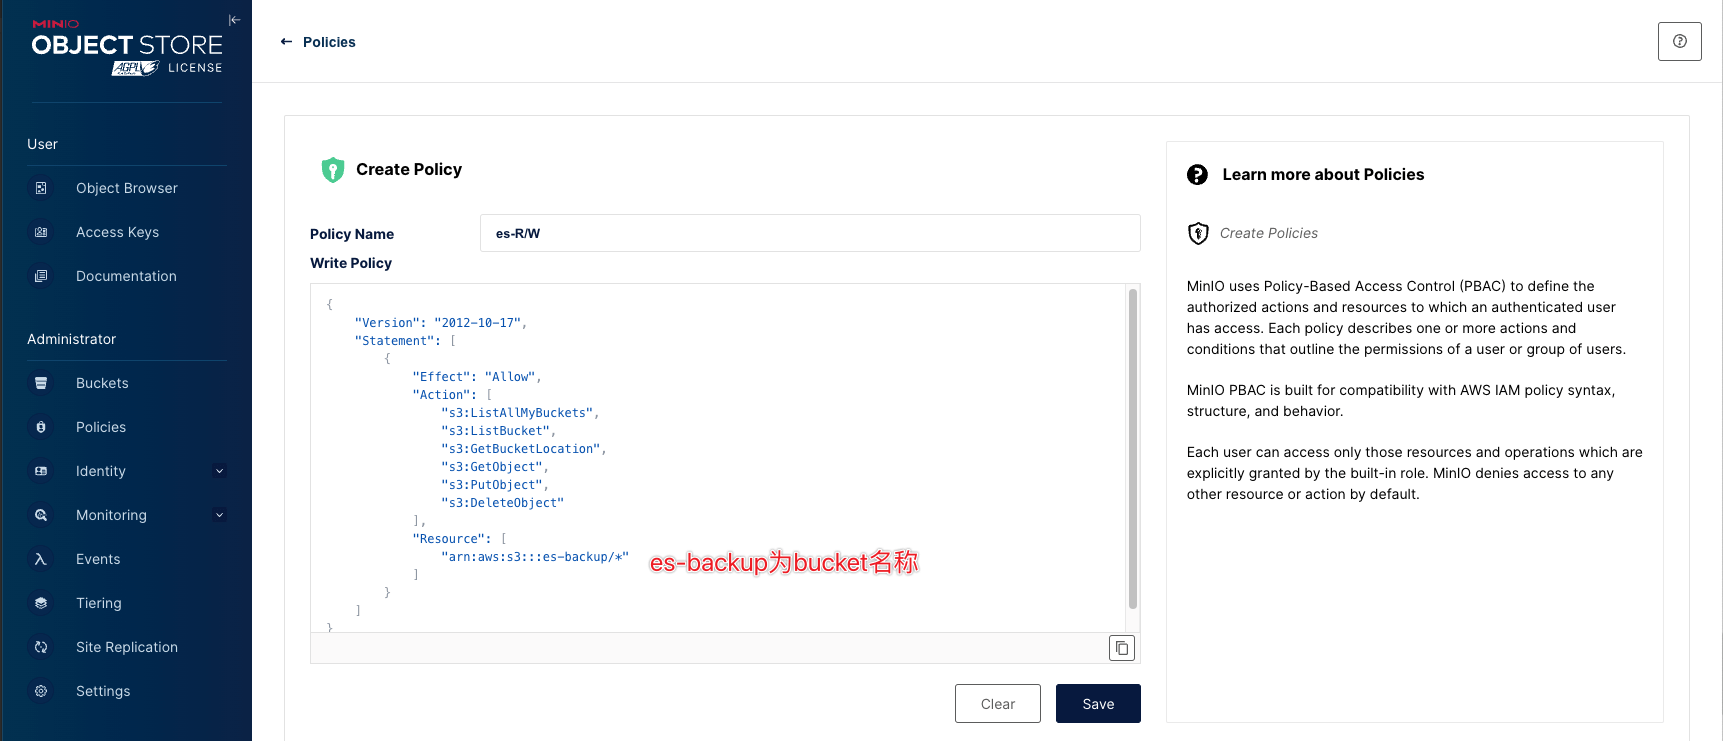 MINIO
OBJECT STORE
AGPL LICENSE
User
Object Browser
Access Keys
Documentation
Administrator
Buckets
Policies
Identity
Monitoring
Events
Tiering
Site Replication
Settings
Policies
Create Policy
Policy Name
es-R/W
Write Policy
{
"Version": "2012-10-17",
"Statement": [
{
"Effect": "Allow",
"Action": [
"s3:ListAllMyBuckets",
"s3:ListBucket",
"s3:GetBucketLocation",
"s3:GetObject",
"s3:PutObject",
"s3:DeleteObject"
],
"Resource": [
"arn:aws:s3:::es-backup/*"
es-backup为bucket名称
]
}
]
}
Clear
Save
Learn more about Policies
Create Policies
MinIO uses Policy-Based Access Control (PBAC) to define the
authorized actions and resources to which an authenticated user
has access. Each policy describes one or more actions and
conditions that outline the permissions of a user or group of users.
MinIO PBAC is built for compatibility with AWS IAM policy syntax,
structure, and behavior.
Each user can access only those resources and operations which are
explicitly granted by the built-in role. MinIO denies access to any
other resource or action by default.